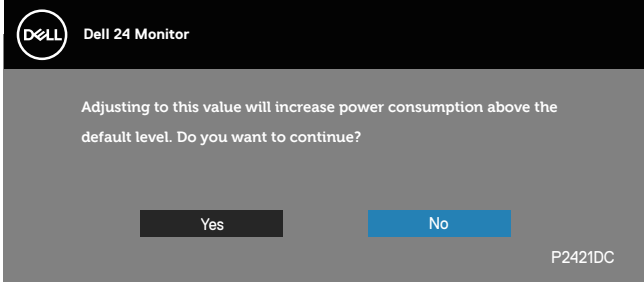 DELL
Dell 24 Monitor
Adjusting to this value will increase power consumption above the
default level. Do you want to continue?
Yes
No
P2421DC